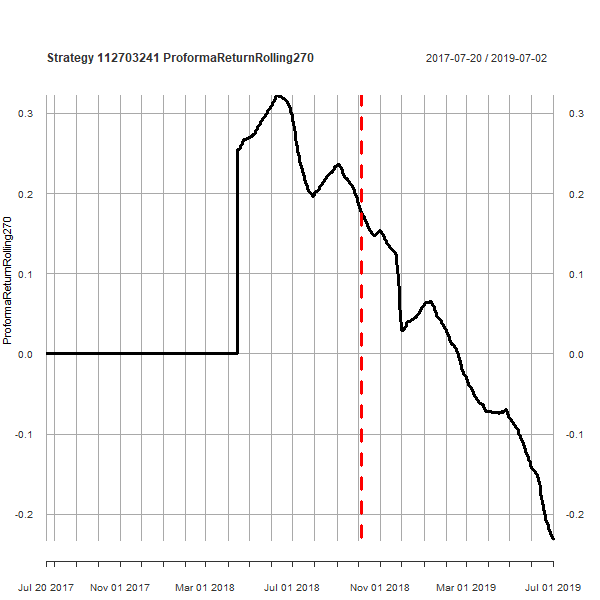 Strategy 112703241 ProformaReturnRolling270 2017-07-20 / 2019-07-02
0.3 0.3
0.2 0.2
0.1 0.1
0.0 0.0
-0.1 -0.1
-0.2 -0.2
ProformaReturnRolling270
Jul 20 2017 Nov 01 2017 Mar 01 2018 Jul 01 2018 Nov 01 2018 Mar 01 2019 Jul 01 2019